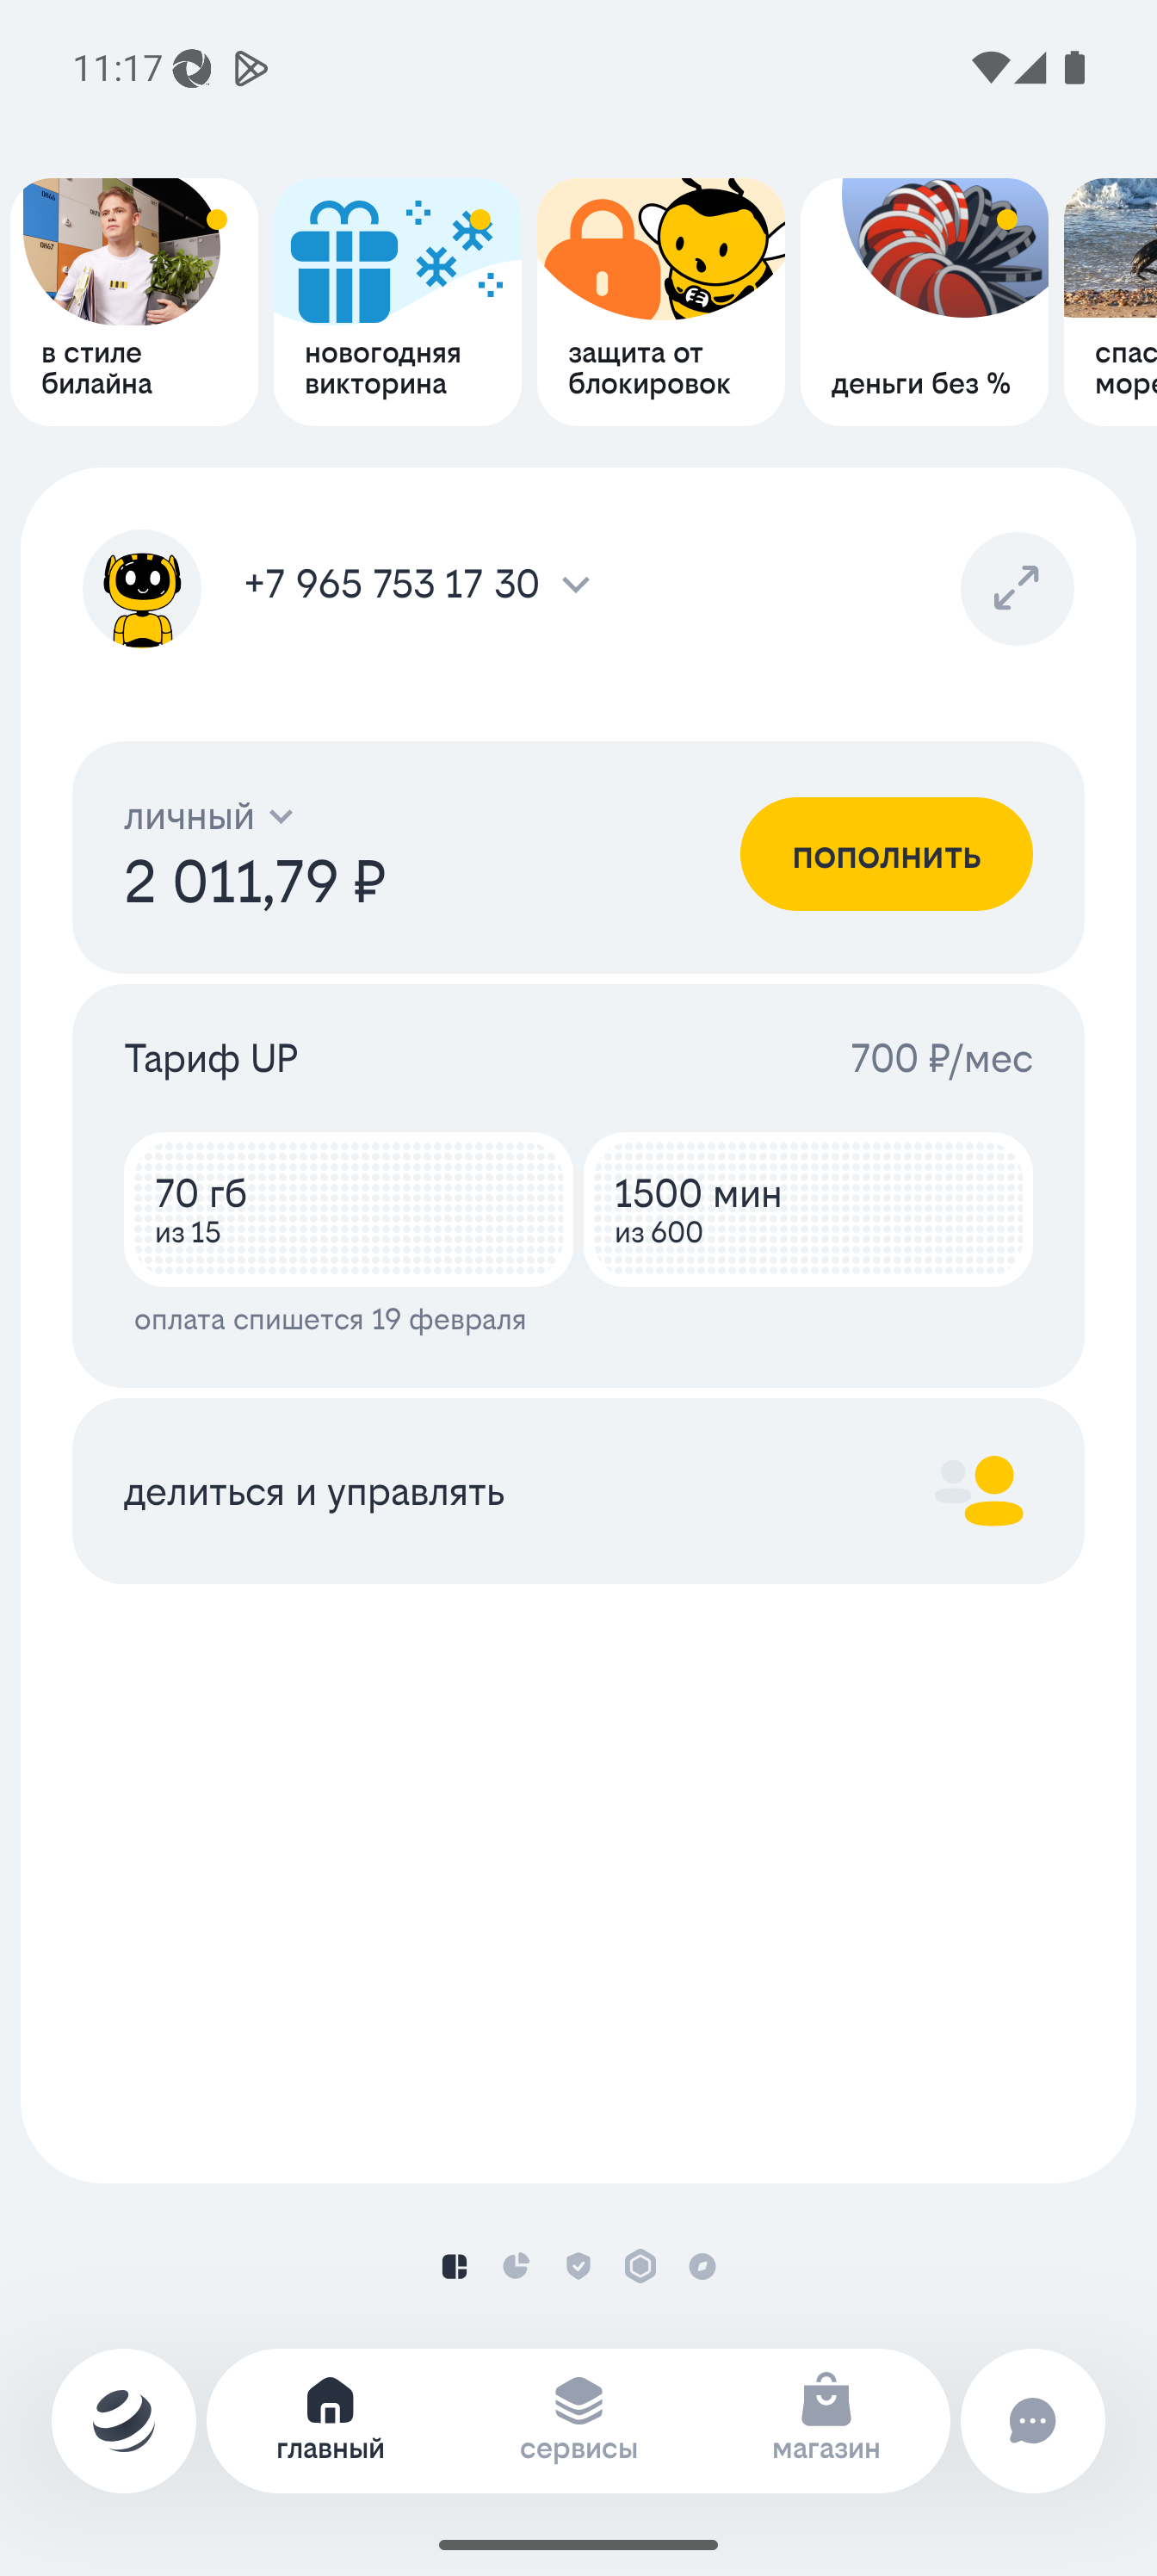 11:17
в стиле
билайна
новогодняя
викторина
защита от
блокировок
деньги без %
спас
море
+7 965 753 17 30
личный
2 011,79 ₽
пополнить
Тариф UP
700 ₽/мес
70 гб
из 15
1500 мин
из 600
оплата спишется 19 февраля
делиться и управлять
главный
сервисы
магазин